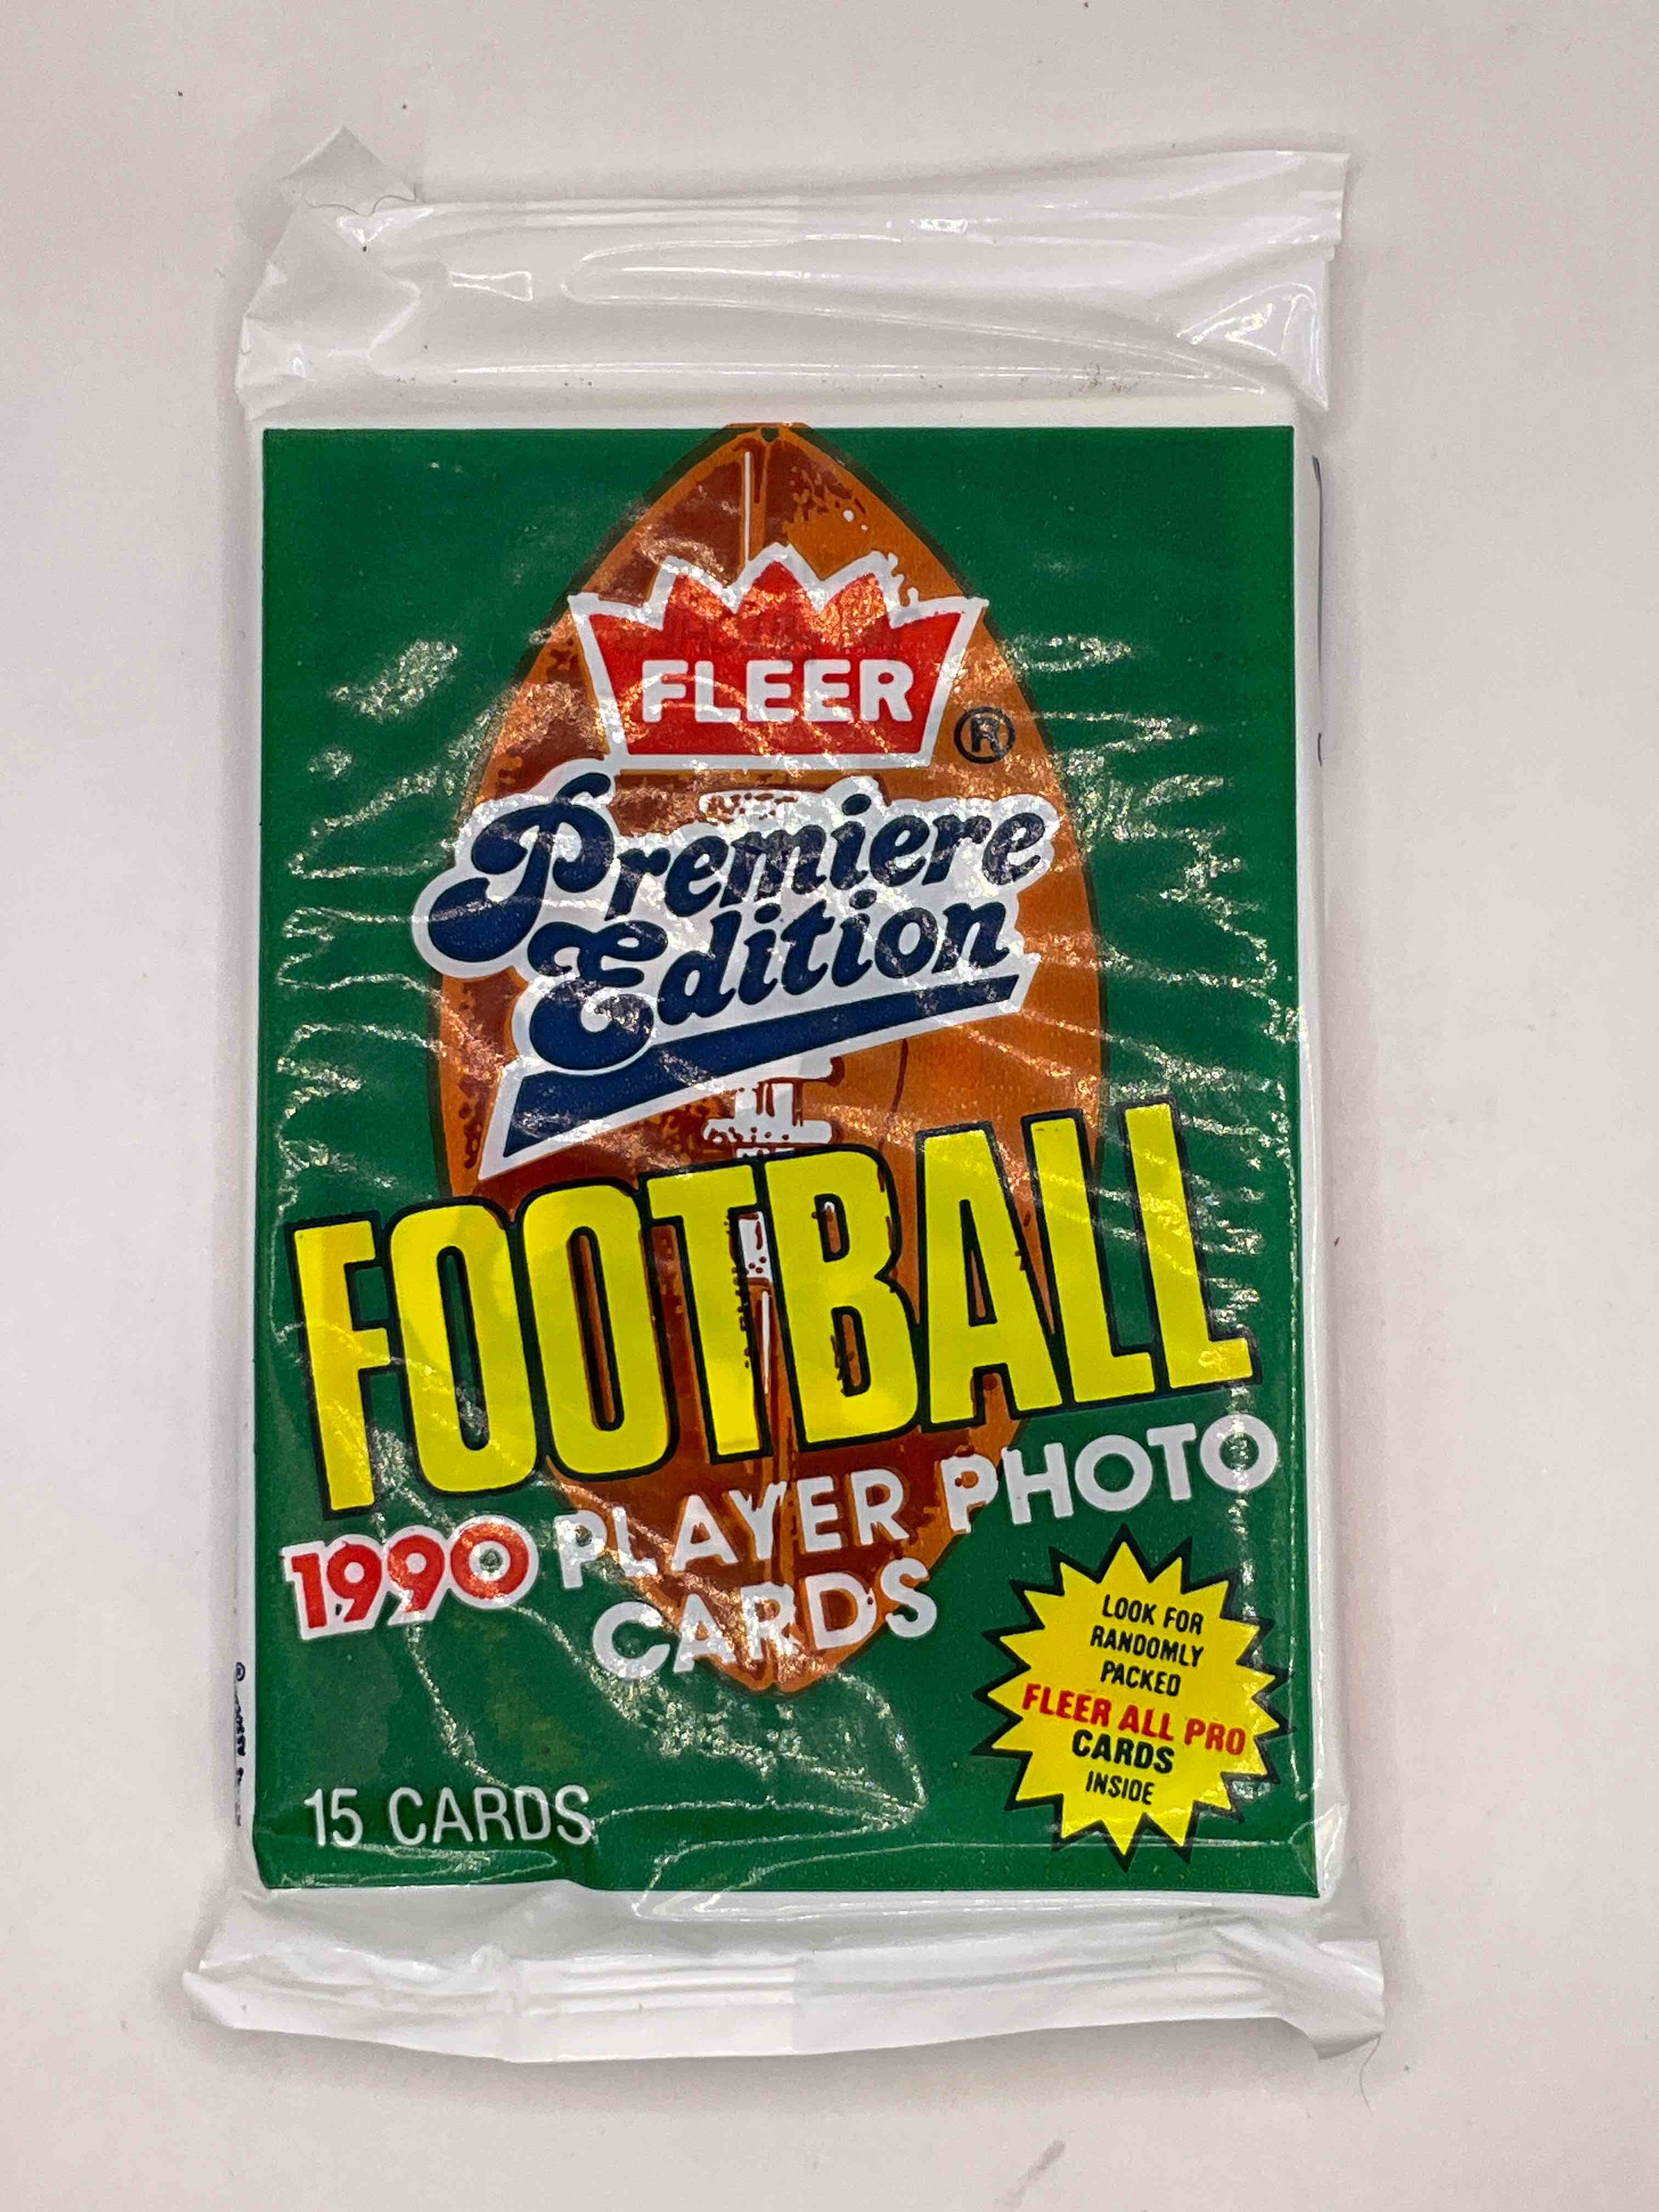 FLEER
®
Premiere
Edition
FOOTBALL
1990 PLAYER PHOTO
CARDS
LOOK FOR
RANDOMLY
PACKED
FLEER ALL PRO
CARDS
INSIDE
15 CARDS